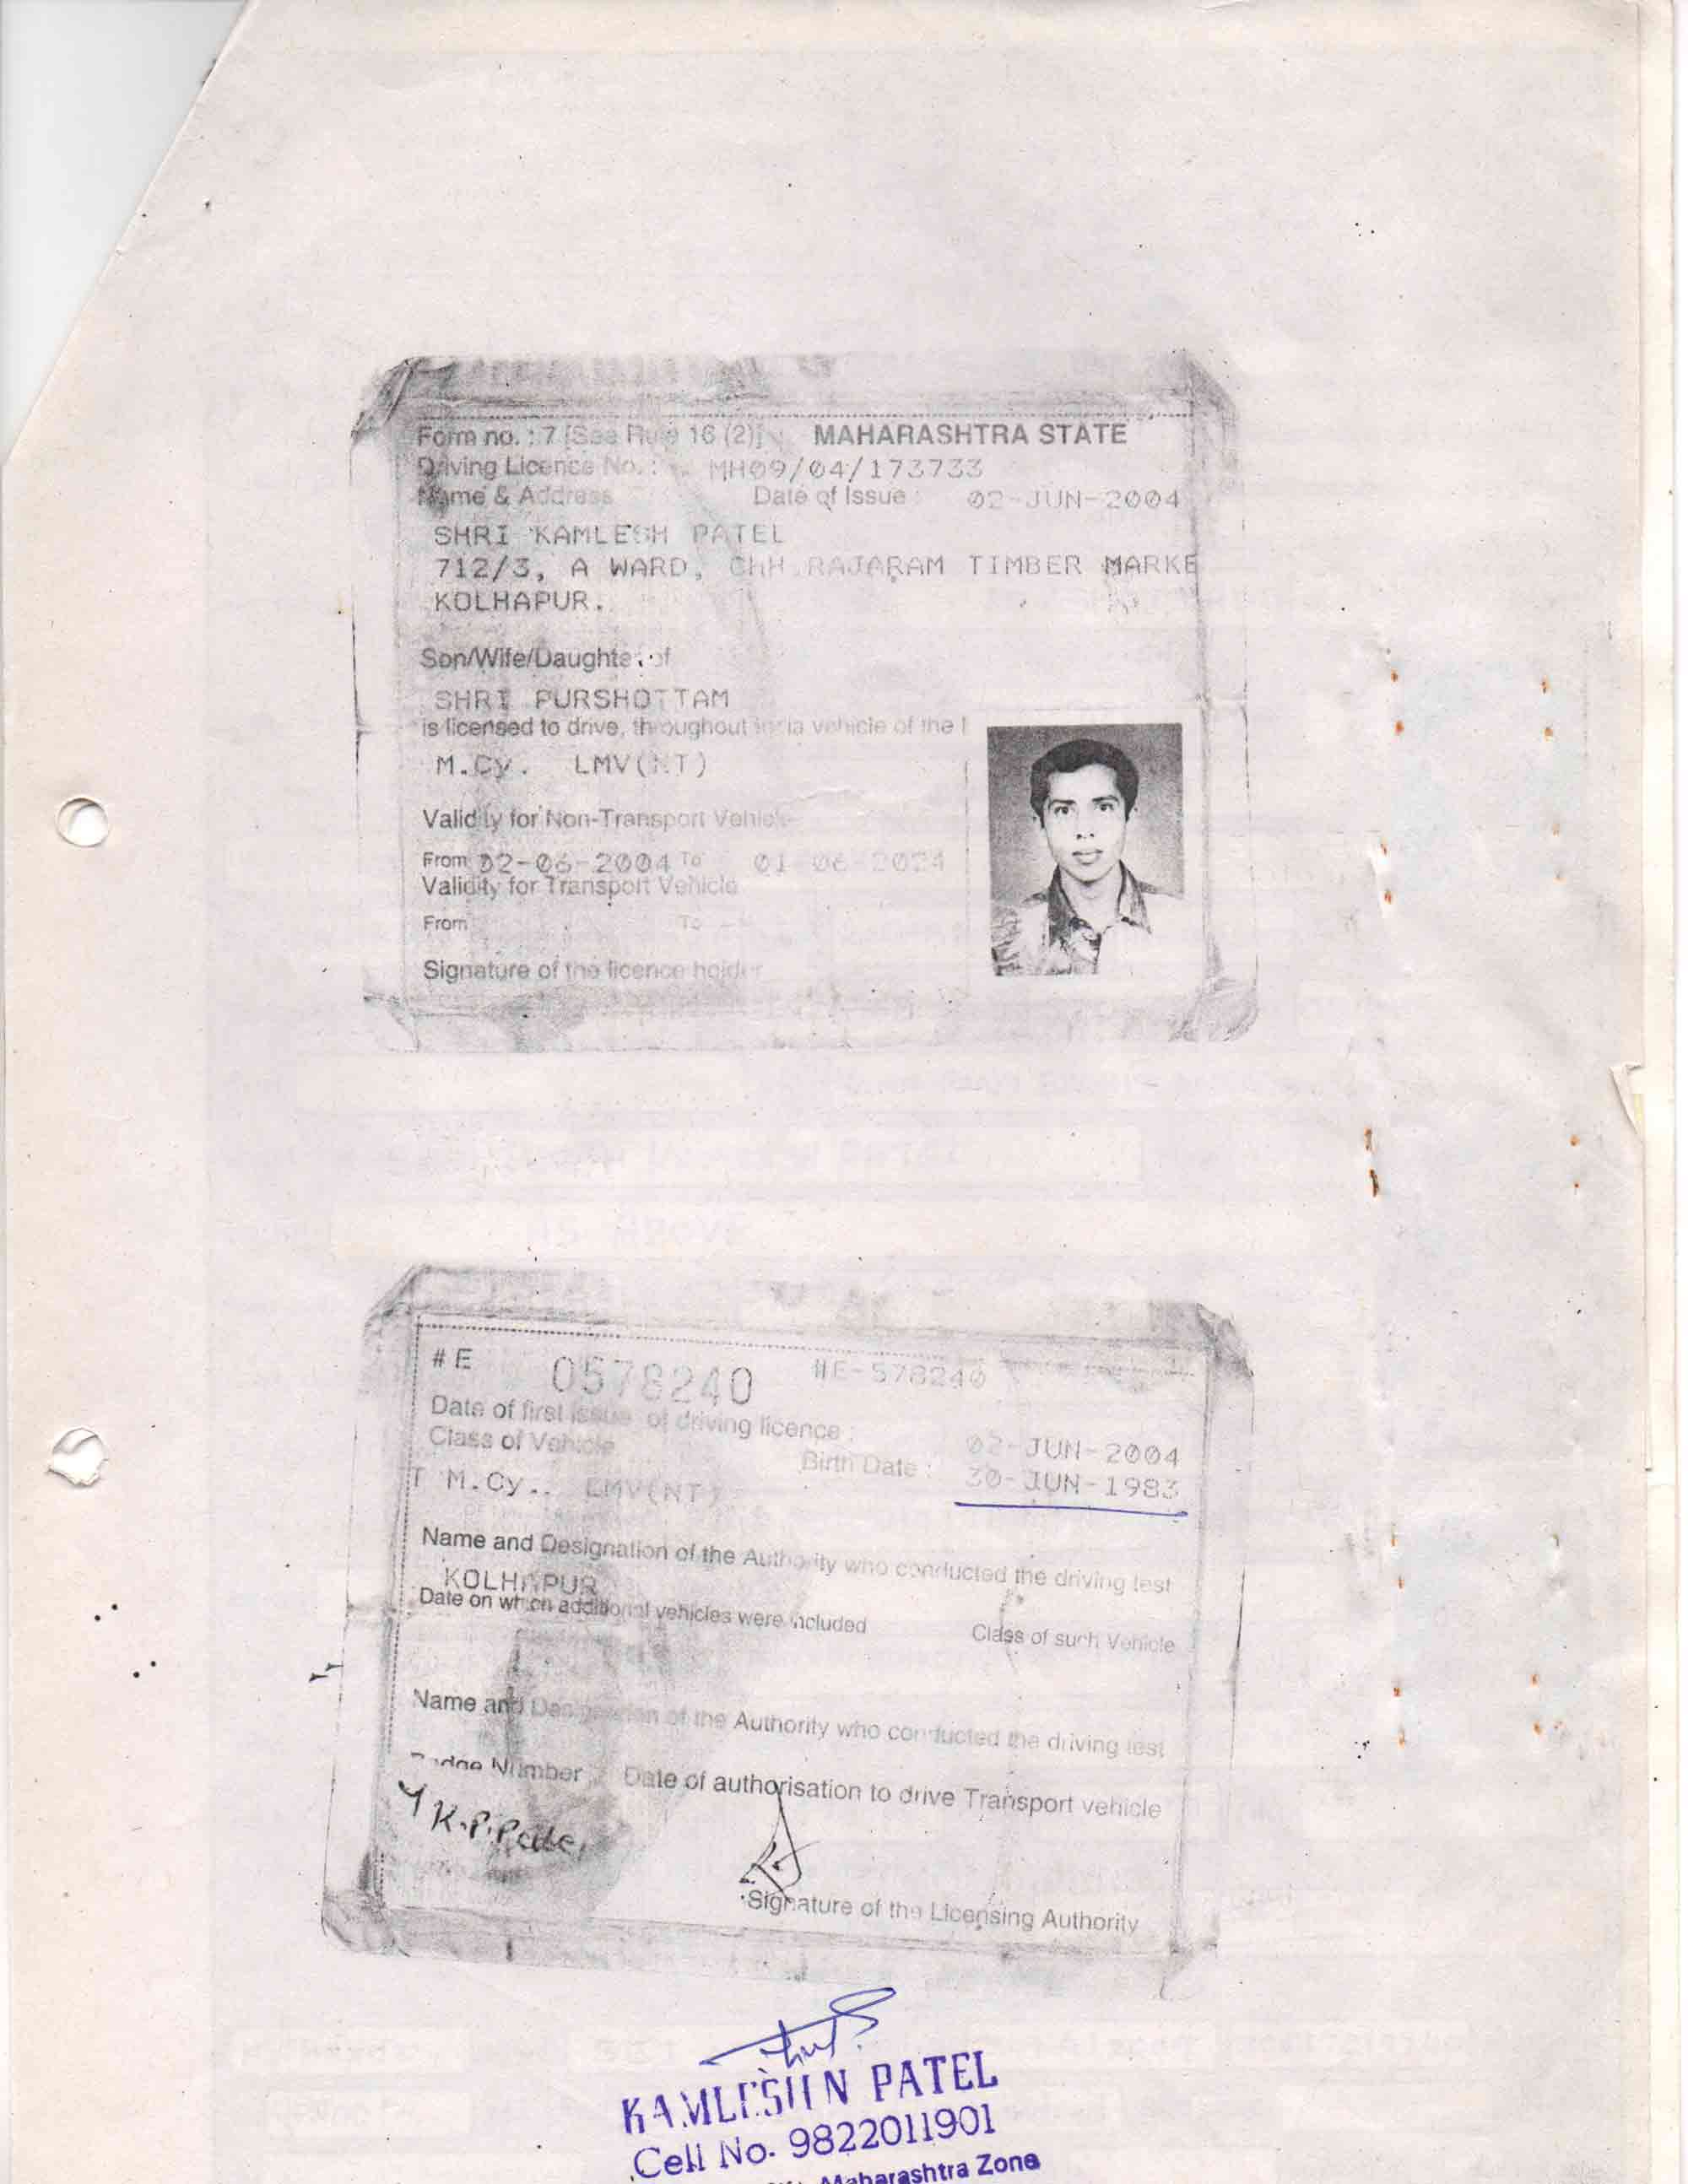 Form no. : 7 [See Rule 16 (2)] MAHARASHTRA STATE
Driving Licence No. : MH09/04/173733
Name & Address Date of Issue : 02-JUN-2004
SHRI KAMLESH PATEL
712/3, A WARD, CHH.RAJARAM TIMBER MARKE
KOLHAPUR.
Son/Wife/Daughter of
SHRI PURSHOTTAM
is licensed to drive, throughout India vehicle of the
M.Cy. LMV(NT)
Validity for Non-Transport Vehicle
From 02-06-2004 To 01-06-2024
Validity for Transport Vehicle
From To
Signature of the licence holder
# E 0578240 #E-578240
Date of first issue of driving licence : 02-JUN-2004
Class of Vehicle Birth Date : 30-JUN-1983
T M.Cy.. LMV(NT)
Name and Designation of the Authority who conducted the driving test
KOLHAPUR
Date on which additional vehicles were included Class of such Vehicle
Name and Designation of the Authority who conducted the driving test
Number Date of authorisation to drive Transport vehicle
K.P.Patel
Signature of the Licensing Authority
KAMLESH N PATEL
Cell No. 9822011901
Maharashtra Zone